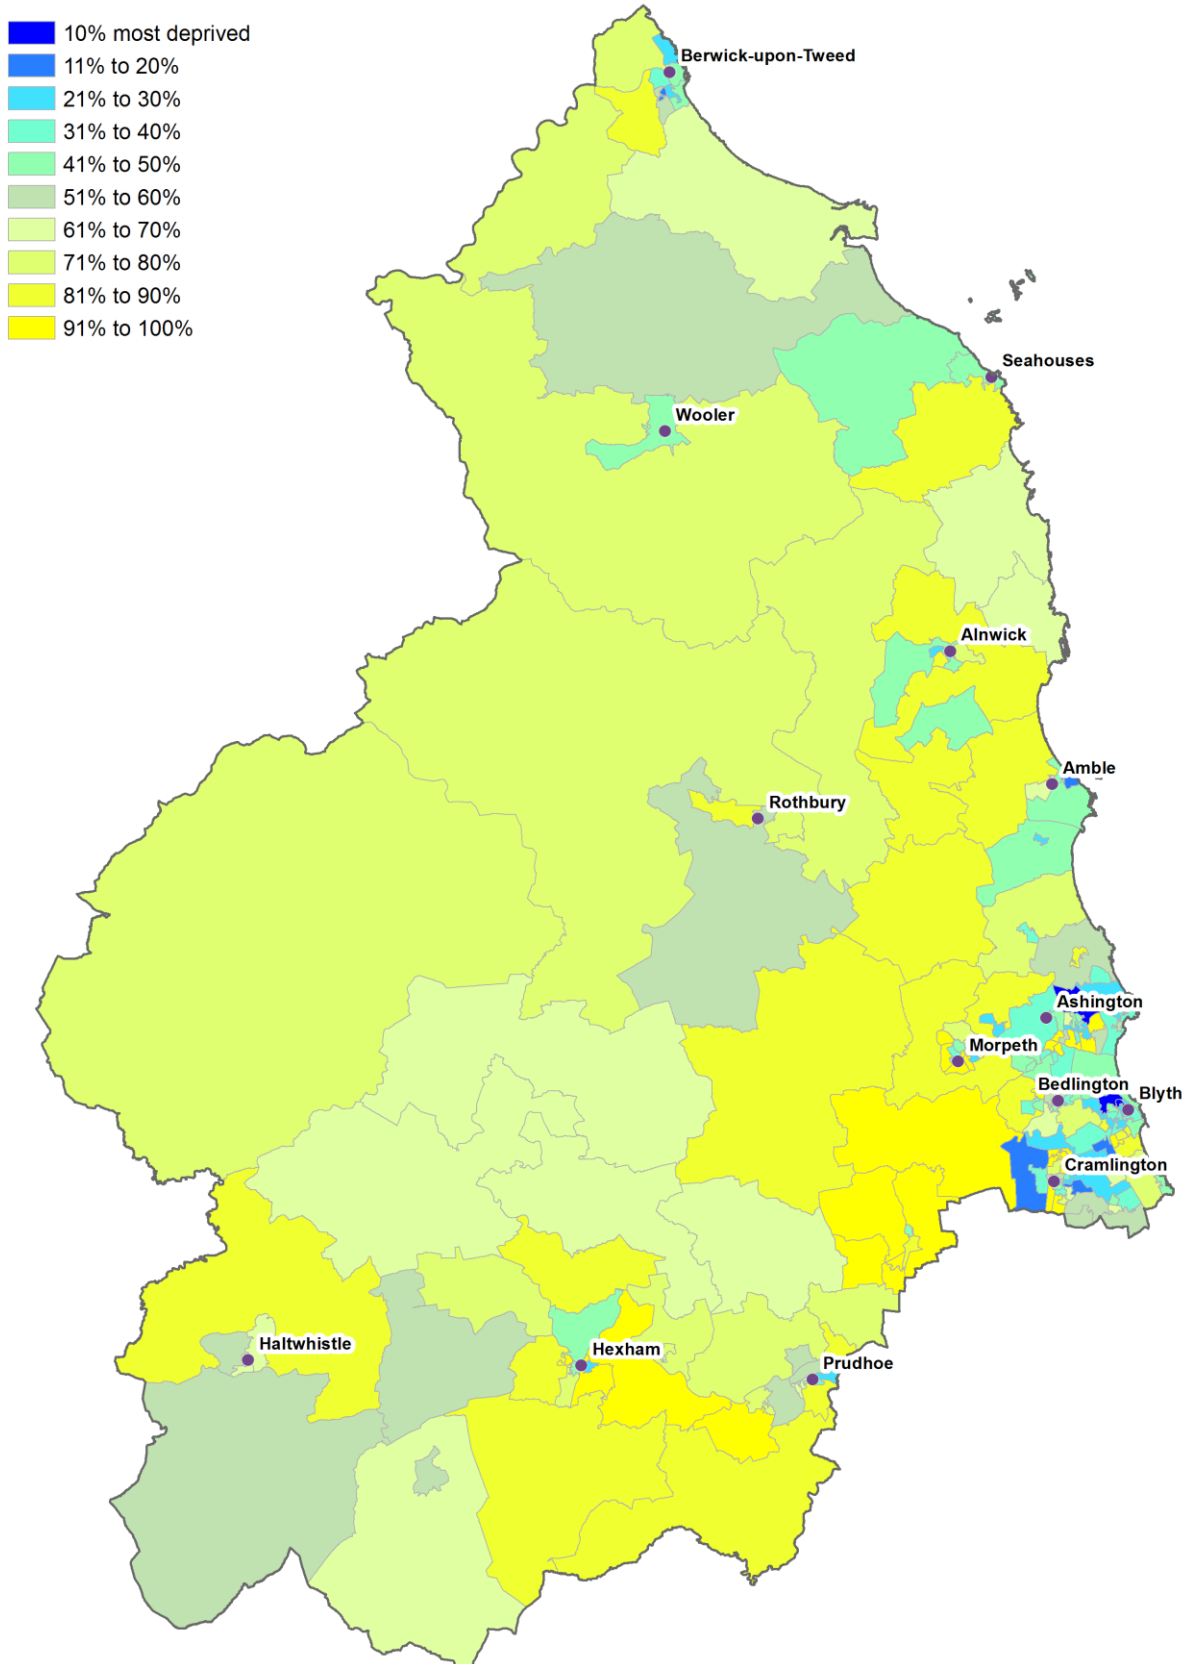 10% most deprived
11% to 20%
21% to 30%
31% to 40%
41% to 50%
51% to 60%
61% to 70%
71% to 80%
81% to 90%
91% to 100%
Berwick-upon-Tweed
Seahouses
Wooler
Alnwick
Amble
Rothbury
Ashington
Morpeth
Bedlington
Blyth
Cramlington
Haltwhistle
Hexham
Prudhoe